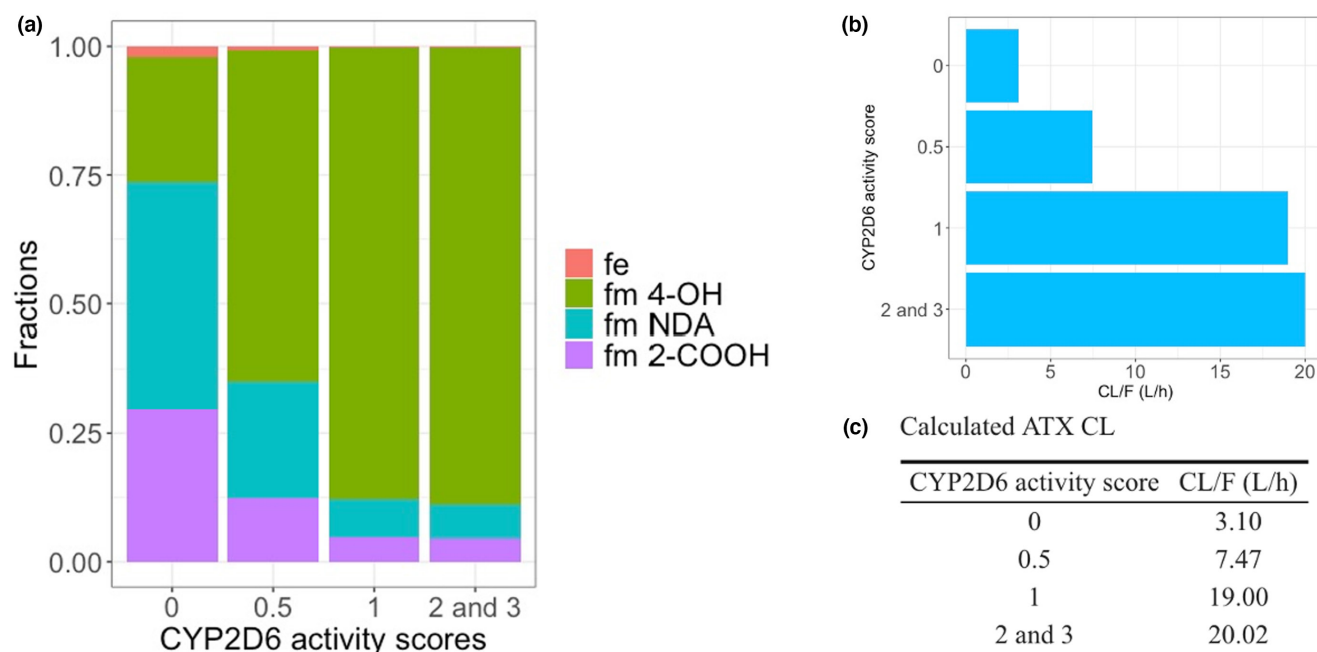 (a)
1.00
0.75
0.50
0.25
0.00
Fractions
0 0.5 1 2 and 3
CYP2D6 activity scores
fe
fm 4-OH
fm NDA
fm 2-COOH
(b)
CYP2D6 activity score
0
0.5
1
2 and 3
0 5 10 15 20
CL/F (L/h)
(c) Calculated ATX CL
CYP2D6 activity score CL/F (L/h)
0 3.10
0.5 7.47
1 19.00
2 and 3 20.02